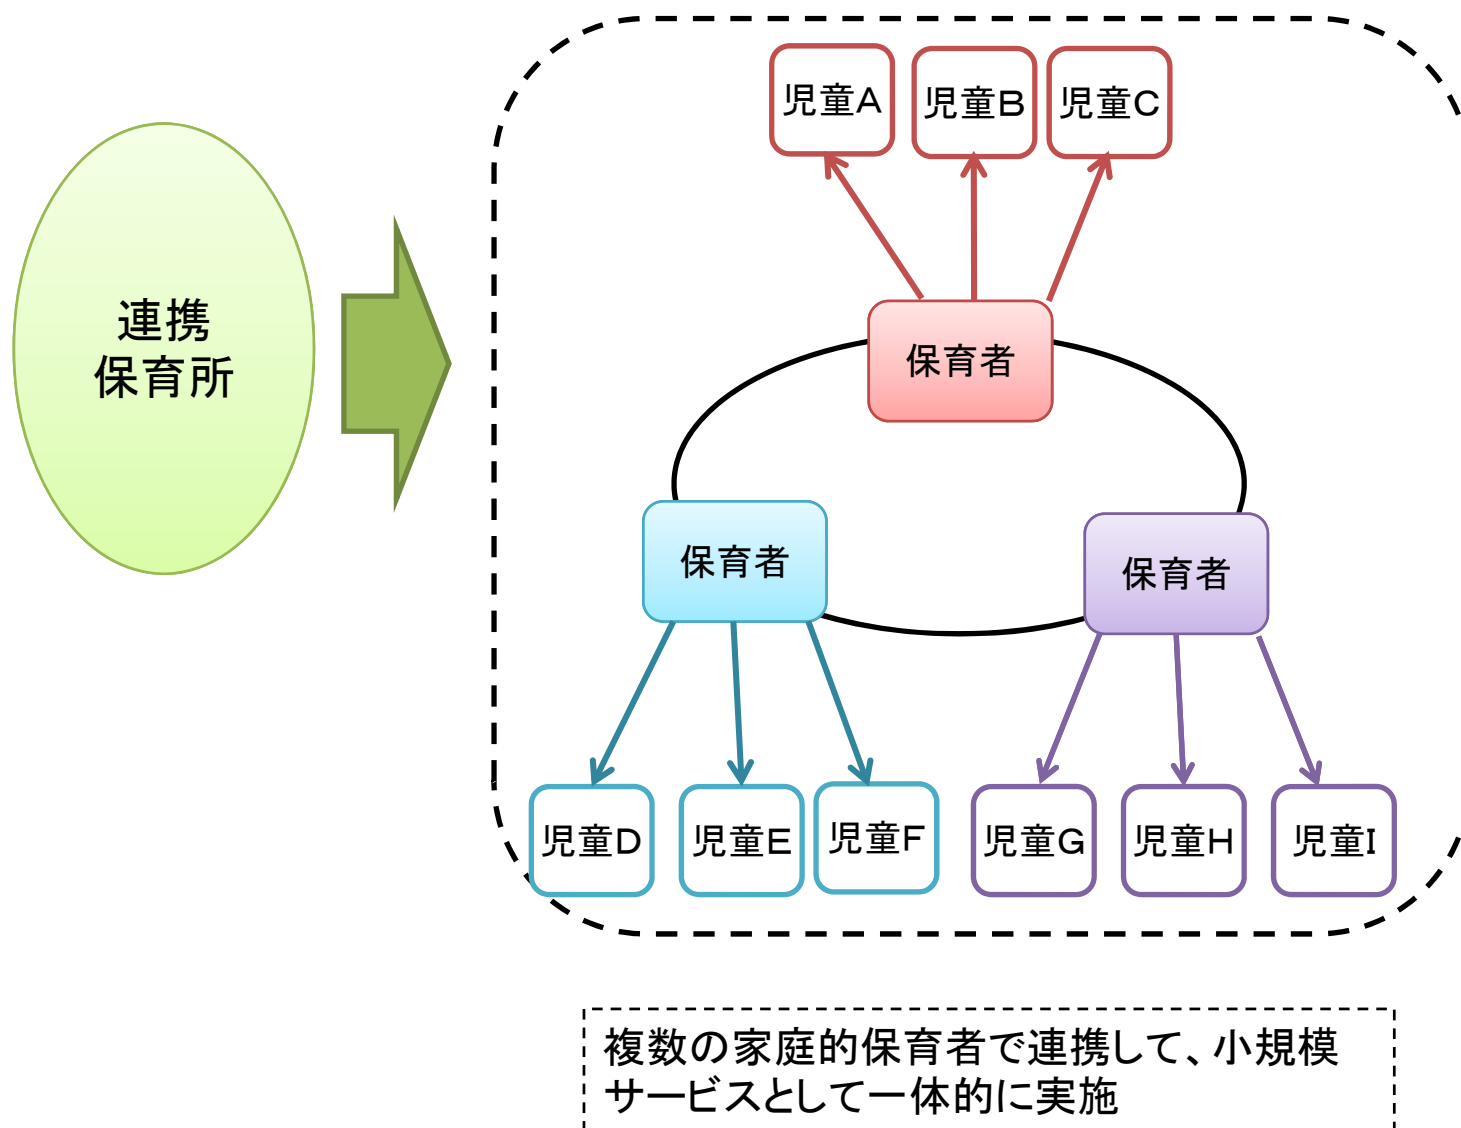 児童A
児童B
児童C
連携
保育所
保育者
保育者
保育者
児童D
児童E
児童F
児童G
児童H
児童I
複数の家庭的保育者で連携して、小規模
サービスとして一体的に実施